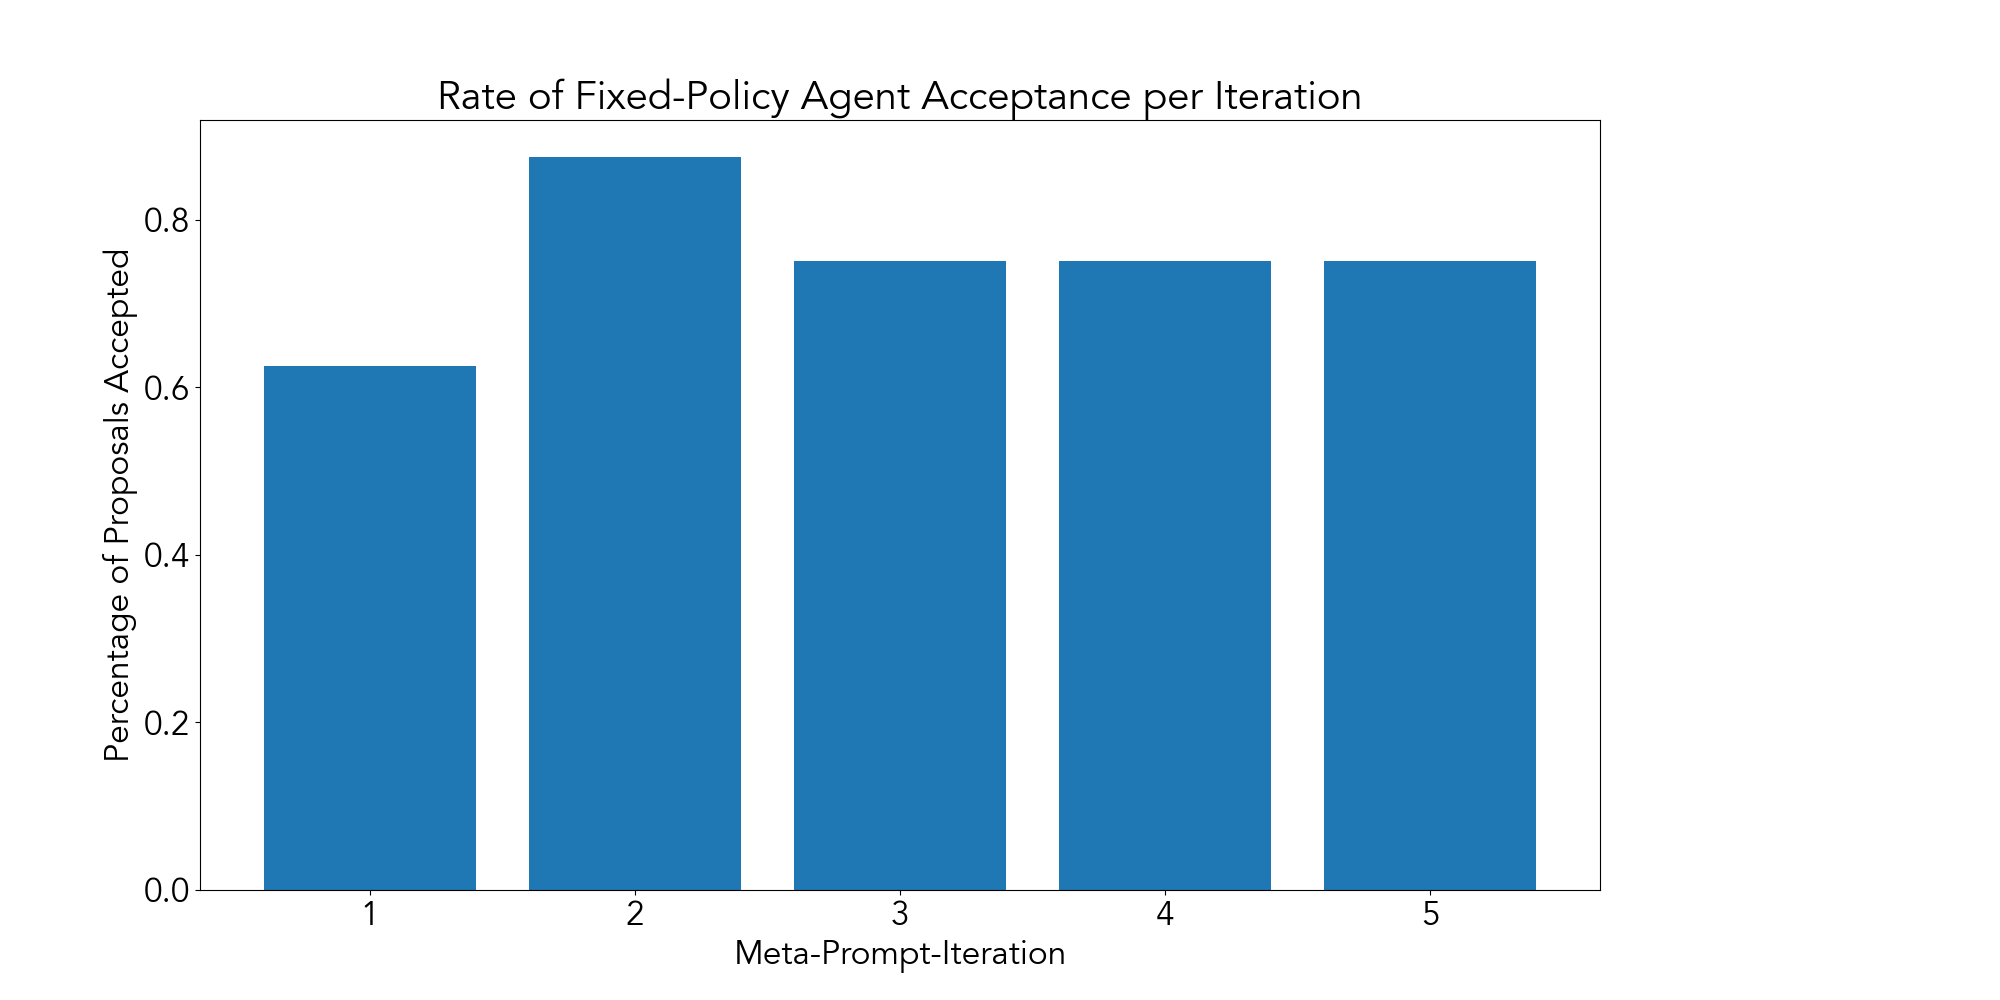 Rate of Fixed-Policy Agent Acceptance per Iteration
Percentage of Proposals Accepted
0.8
0.6
0.4
0.2
0.0
1 2 3 4 5
Meta-Prompt-Iteration